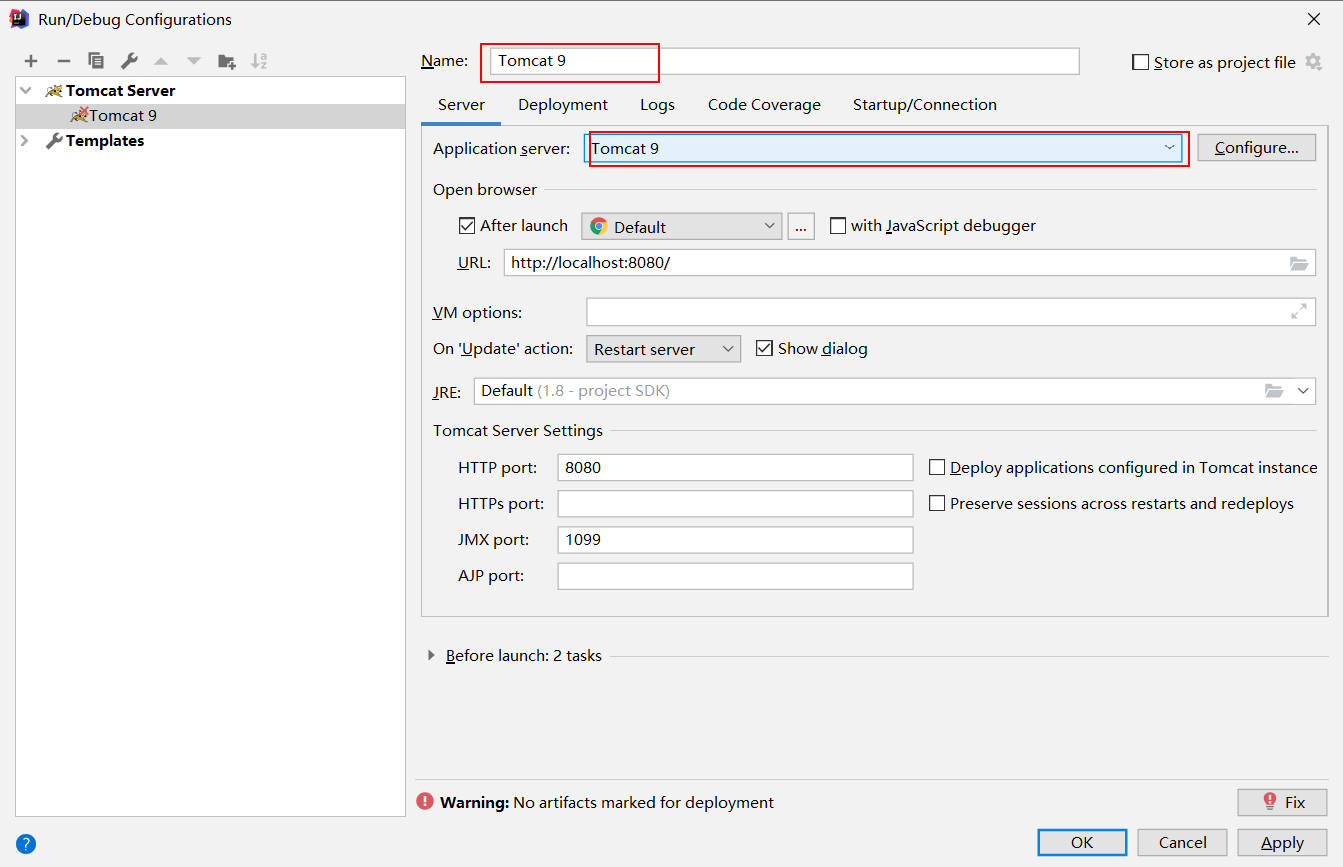 Run/Debug Configurations
Name: Tomcat 9
Store as project file
Tomcat Server
Tomcat 9
Templates
Server Deployment Logs Code Coverage Startup/Connection
Application server: Tomcat 9 Configure...
Open browser
After launch Default ... with JavaScript debugger
URL: http://localhost:8080/
VM options:
On 'Update' action: Restart server Show dialog
JRE: Default (1.8 - project SDK)
Tomcat Server Settings
HTTP port: 8080 Deploy applications configured in Tomcat instance
HTTPs port: Preserve sessions across restarts and redeploys
JMX port: 1099
AJP port:
Before launch: 2 tasks
Warning: No artifacts marked for deployment Fix
? OK Cancel Apply